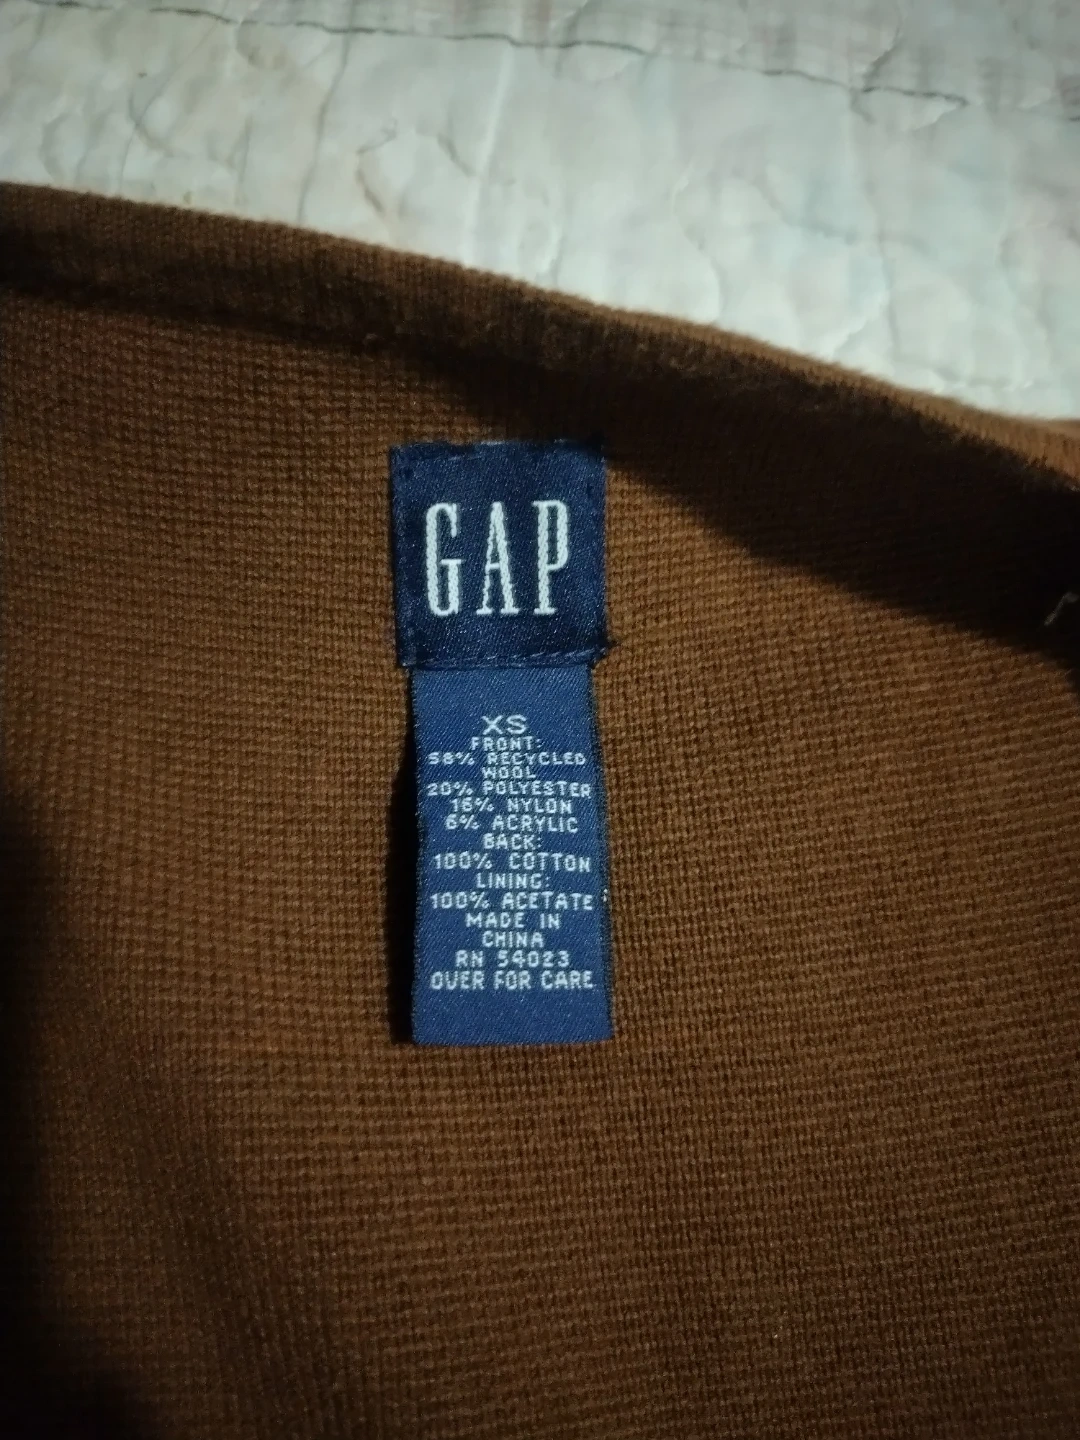 GAP
XS
FRONT:
58% RECYCLED
WOOL
20% POLYESTER
16% NYLON
6% ACRYLIC
BACK:
100% COTTON
LINING:
100% ACETATE
MADE IN
CHINA
RN 54023
OVER FOR CARE